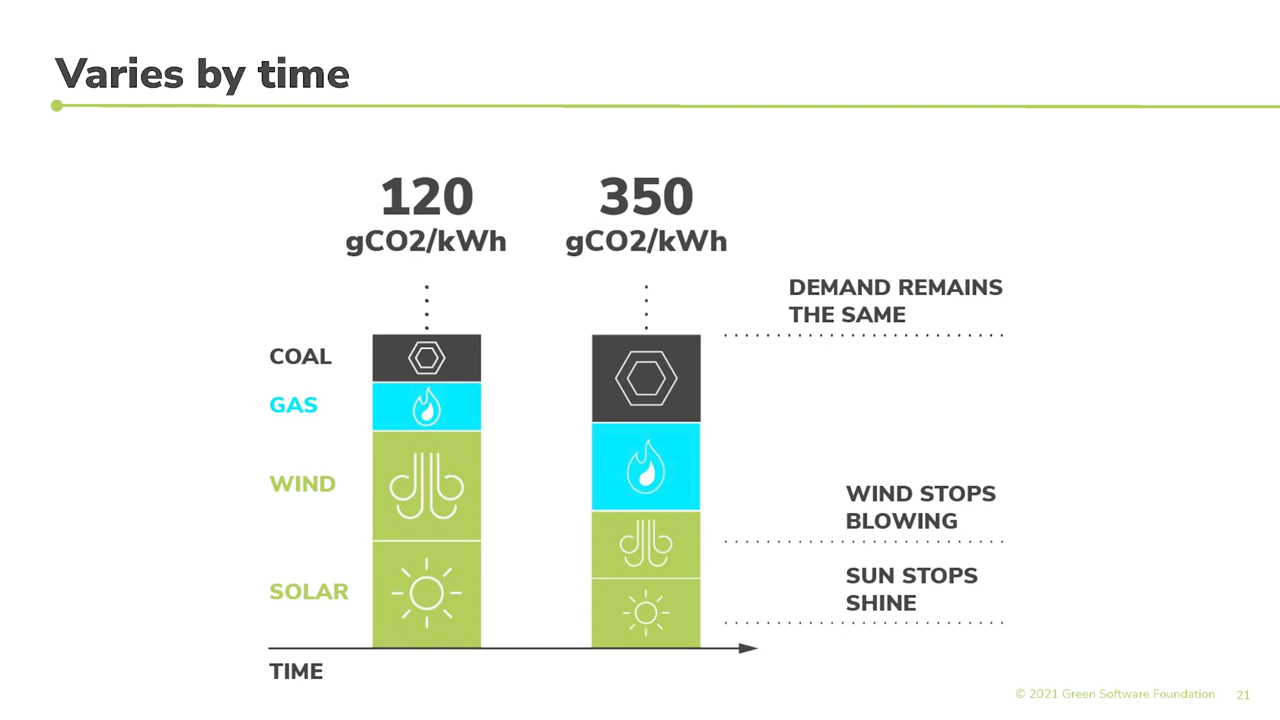 Varies by time
120
gCO2/kWh
350
gCO2/kWh
DEMAND REMAINS
THE SAME
COAL
GAS
WIND
SOLAR
WIND STOPS
BLOWING
SUN STOPS
SHINE
TIME
© 2021 Green Software Foundation 21